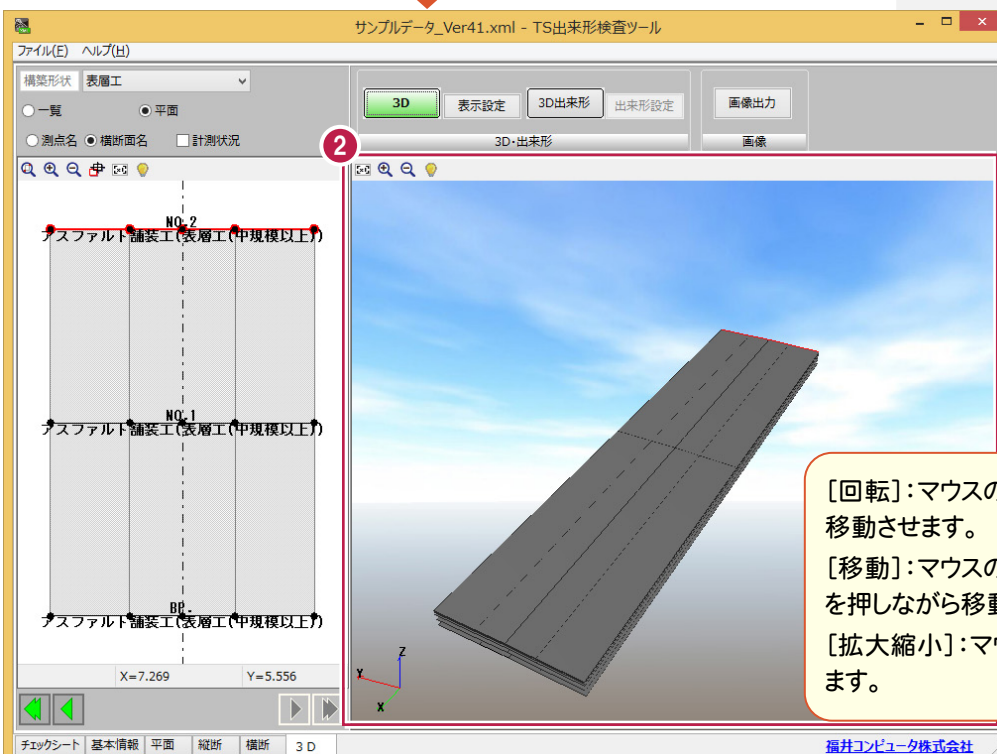 サンプルデータ_Ver41.xml - TS出来形検査ツール
ファイル(F) ヘルプ(H)
構築形状 表層工
一覧 平面
測点名 横断面名 計測状況
3D 表示設定 3D出来形 出来形設定 画像出力
3D・出来形 画像
2
NO.2
アスファルト舗装工(表層工(中規模以上))
NO.1
アスファルト舗装工(表層工(中規模以上))
BP.
アスファルト舗装工(表層工(中規模以上))
Z
Y
X
[回転]:マウスの
移動させます。
[移動]:マウスの
を押しながら移動
[拡大縮小]:マウ
ます。
X=7.269 Y=5.556
チェックシート 基本情報 平面 縦断 横断 3D
福井コンピュータ株式会社